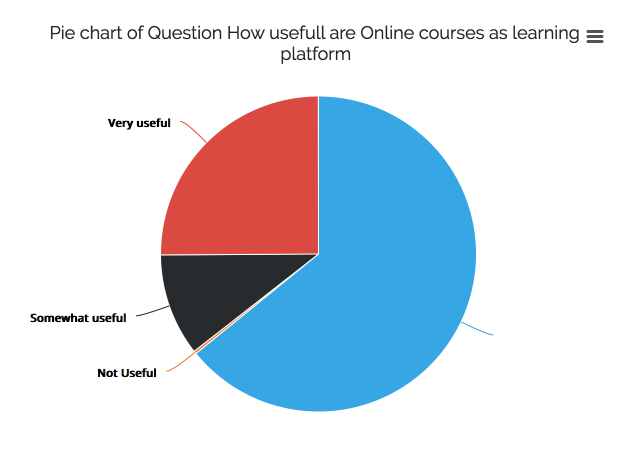 Pie chart of Question How usefull are Online courses as learning
platform
Very useful
Somewhat useful
Not Useful